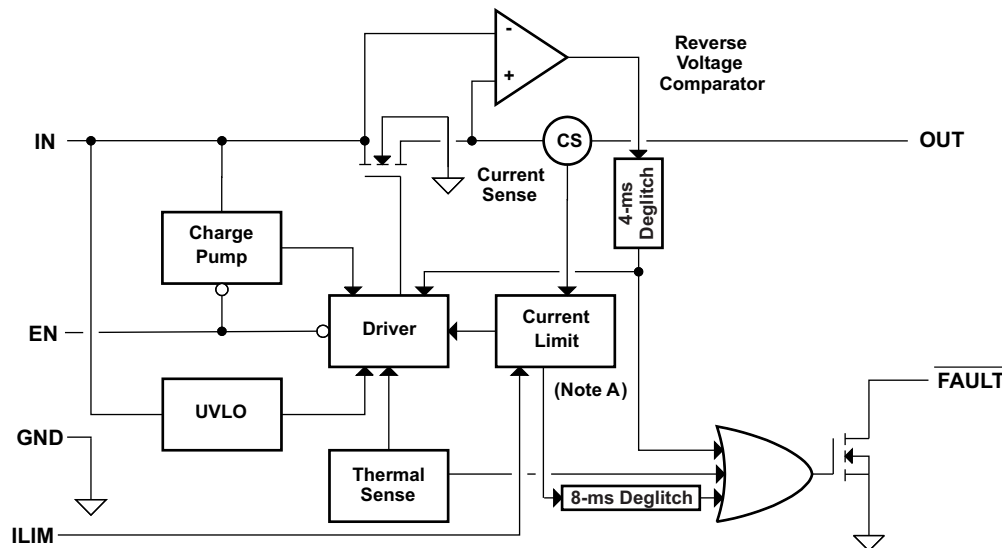 -
+
Reverse
Voltage
Comparator
IN
CS
OUT
Current
Sense
4-ms
Deglitch
Charge
Pump
EN
Driver
Current
Limit
(Note A)
FAULT
UVLO
GND
Thermal
Sense
8-ms Deglitch
ILIM